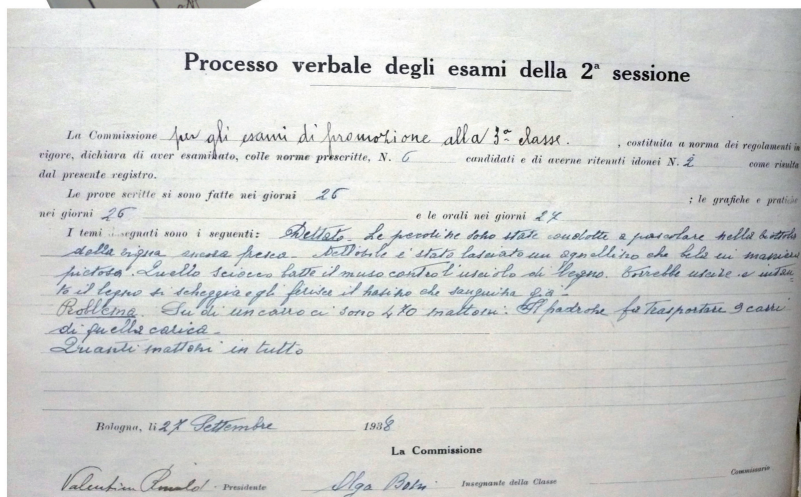 Processo verbale degli esami della 2ª sessione
La Commissione per gli esami di promozione alla 3ª classe. , costituita a norma dei regolamenti in
vigore, dichiara di aver esaminato, colle norme prescritte, N. 6 candidati e di averne ritenuti idonei N. 2 come risulta
dal presente registro.
Le prove scritte si sono fatte nei giorni 26 ; le grafiche e pratiche
nei giorni 26 e le orali nei giorni 27
I temi assegnati sono i seguenti: Dettato. Le pecorine sono state condotte a pascolare nella
della vigna ancora fresca. Nell'ovile è stato lasciato un agnellino che bela in maniera
pietosa. Quello sciocco batte il muso contro l'uscio di legno. Vorrebbe uscire e intan
to il legno si scheggia e gli ferisce il nasino che sanguina già.
Problema. Su di un carro ci sono 470 mattoni. Il padrone fa trasportare 9 carri
di quella carica.
Quanti mattoni in tutto
Bologna, li 27 Settembre 1938
La Commissione
Presidente Olga Insegnante della Classe Commissario